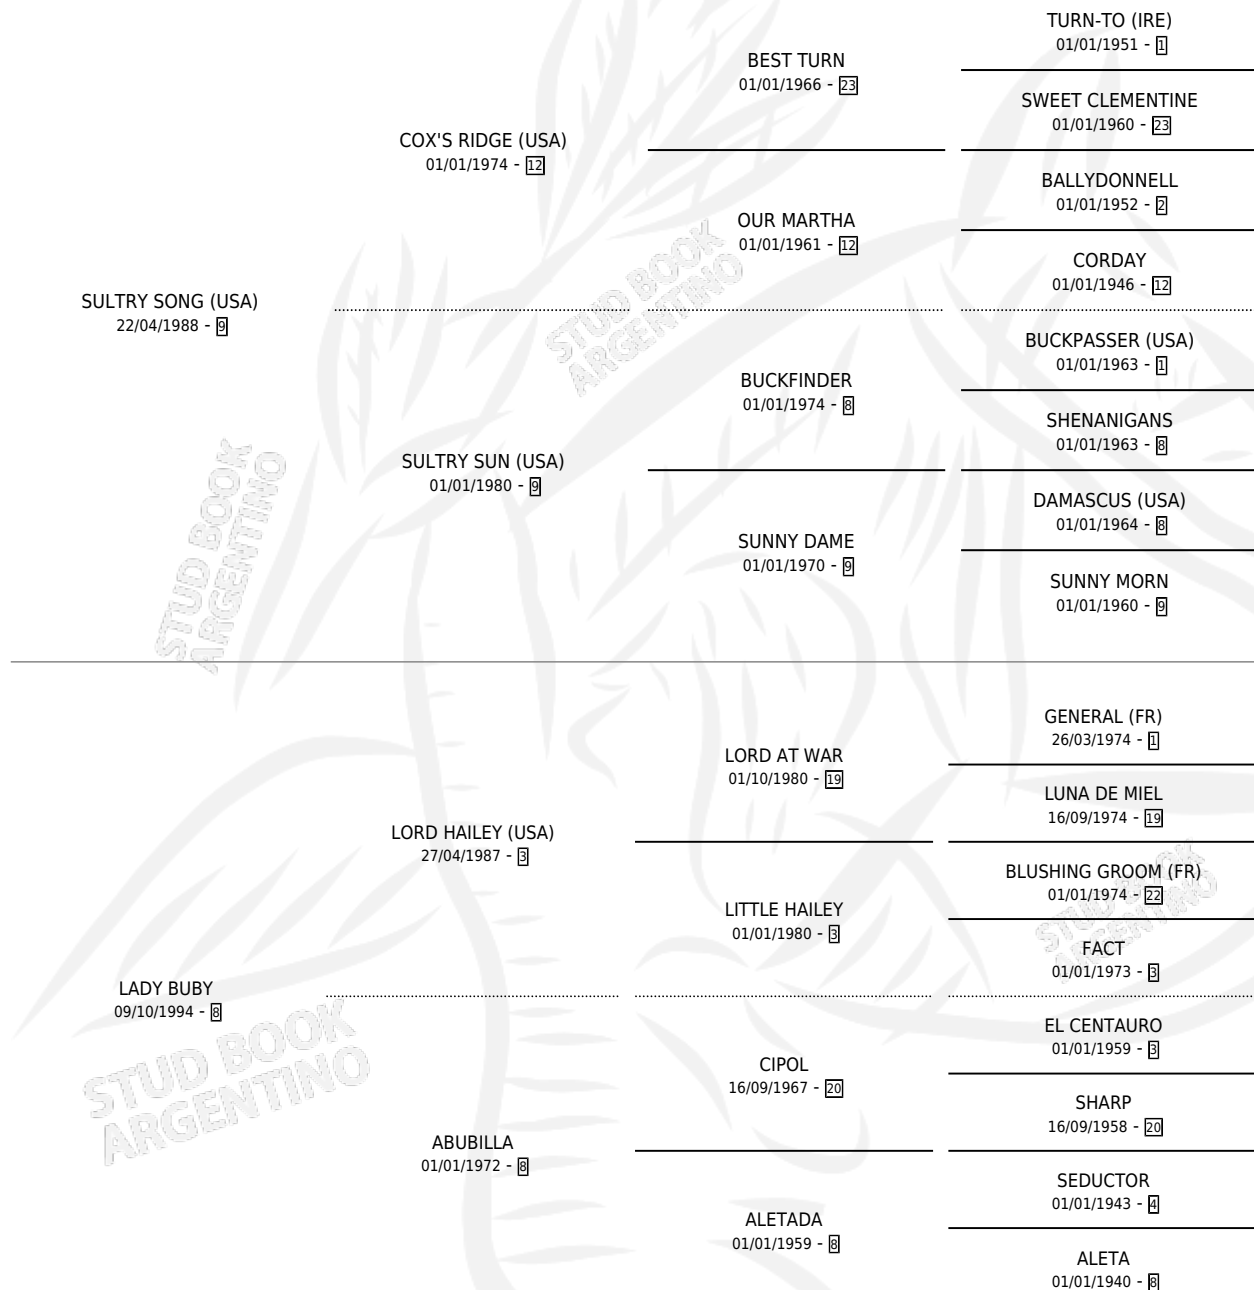 TURN-TO (IRE)
01/01/1951 - 1
BEST TURN
01/01/1966 - 23
SWEET CLEMENTINE
01/01/1960 - 23
COX'S RIDGE (USA)
01/01/1974 - 12
BALLYDONNELL
01/01/1952 - 2
OUR MARTHA
01/01/1961 - 12
CORDAY
01/01/1946 - 12
SULTRY SONG (USA)
22/04/1988 - 9
BUCKPASSER (USA)
01/01/1963 - 1
BUCKFINDER
01/01/1974 - 8
SHENANIGANS
01/01/1963 - 8
SULTRY SUN (USA)
01/01/1980 - 9
DAMASCUS (USA)
01/01/1964 - 8
SUNNY DAME
01/01/1970 - 9
SUNNY MORN
01/01/1960 - 9
GENERAL (FR)
26/03/1974 - 1
LORD AT WAR
01/10/1980 - 19
LUNA DE MIEL
16/09/1974 - 19
LORD HAILEY (USA)
27/04/1987 - 3
BLUSHING GROOM (FR)
01/01/1974 - 22
LITTLE HAILEY
01/01/1980 - 3
FACT
01/01/1973 - 3
LADY BUBY
09/10/1994 - 8
EL CENTAURO
01/01/1959 - 3
CIPOL
16/09/1967 - 20
SHARP
16/09/1958 - 20
ABUBILLA
01/01/1972 - 8
SEDUCTOR
01/01/1943 - 4
ALETADA
01/01/1959 - 8
ALETA
01/01/1940 - 8
STUD BOOK
ARGENTINO
STUD BOOK
ARGENTINO
STUD BOOK
ARGENTINO
STUD BOOK
ARGENTINO